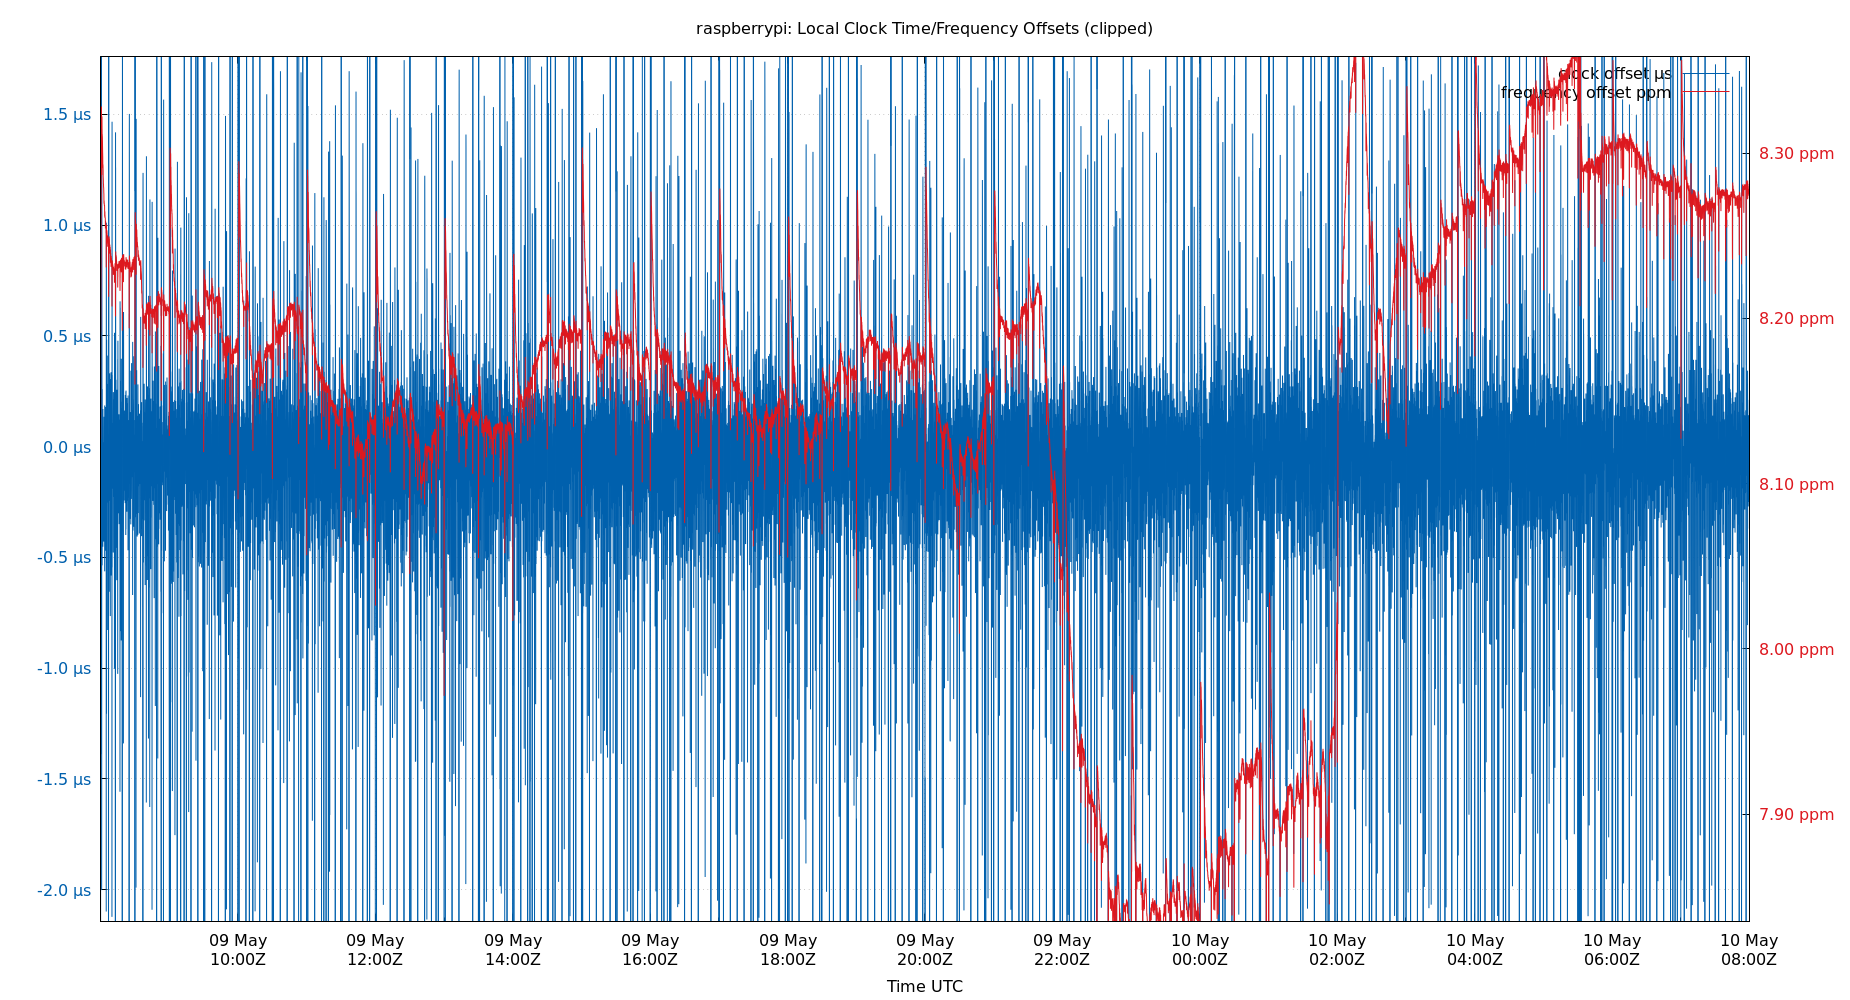 raspberrypi: Local Clock Time/Frequency Offsets (clipped)
clock offset µs
frequency offset ppm
1.5 µs
1.0 µs
0.5 µs
0.0 µs
-0.5 µs
-1.0 µs
-1.5 µs
-2.0 µs
8.30 ppm
8.20 ppm
8.10 ppm
8.00 ppm
7.90 ppm
09 May 09 May 09 May 09 May 09 May 09 May 09 May 10 May 10 May 10 May 10 May 10 May
10:00Z 12:00Z 14:00Z 16:00Z 18:00Z 20:00Z 22:00Z 00:00Z 02:00Z 04:00Z 06:00Z 08:00Z
Time UTC